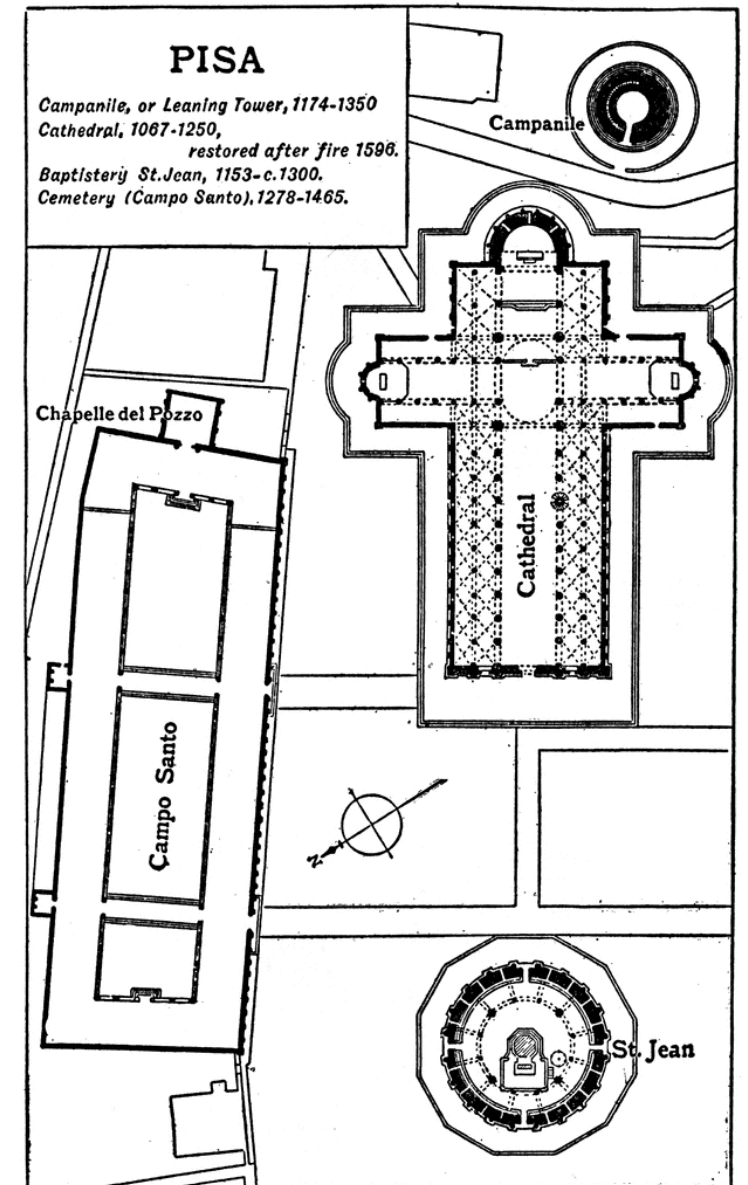 PISA
Campanile, or Leaning Tower, 1174-1350
Cathedral, 1067-1250,
restored after fire 1596.
Baptistery St.Jean, 1153-c.1300.
Cemetery (Campo Santo), 1278-1465.
Campanile
Chapelle del Pozzo
Cathedral
Campo Santo
N
St. Jean